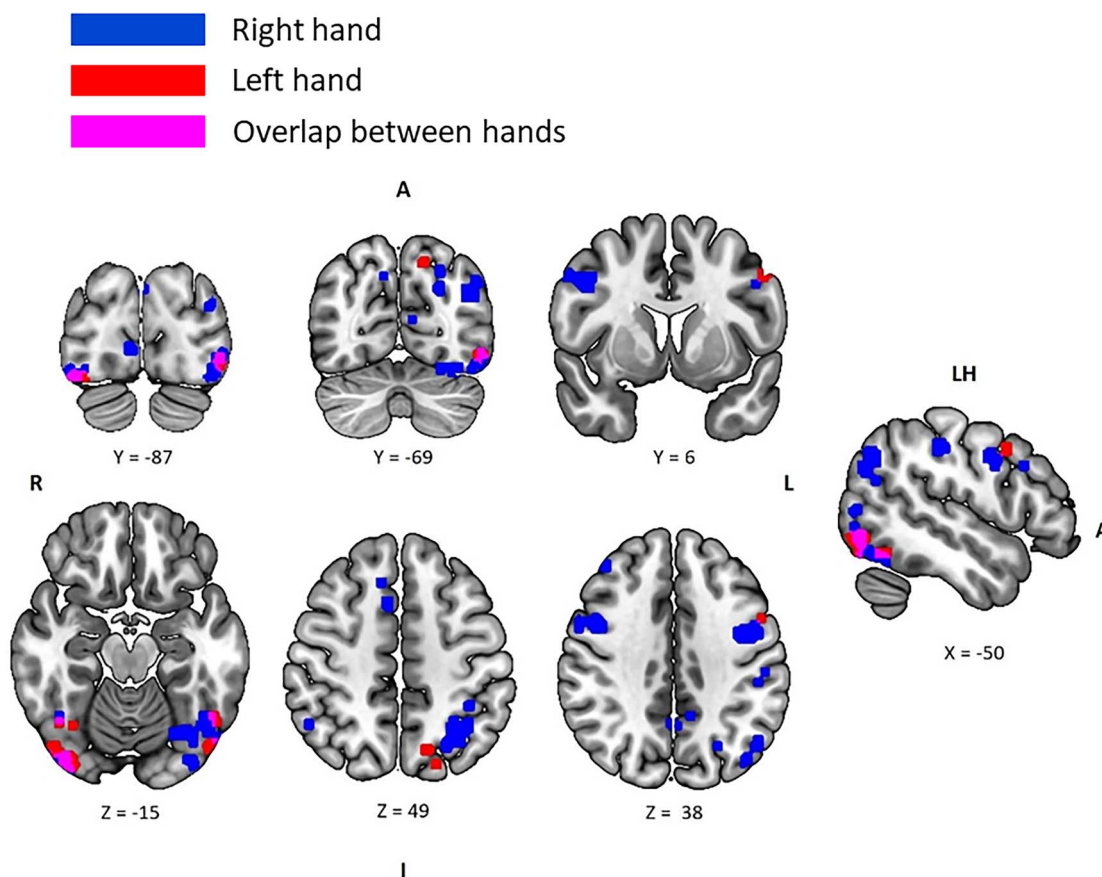 Right hand
Left hand
Overlap between hands
A
Y = -87
Y = -69
Y = 6
LH
R
L
A
X = -50
Z = -15
Z = 49
Z = 38